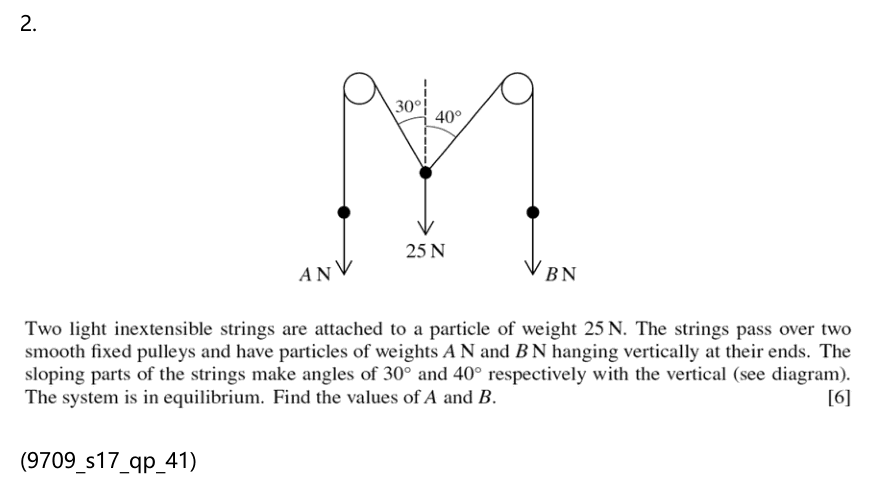 2.
30°
40°
25 N
A N
B N
Two light inextensible strings are attached to a particle of weight 25 N. The strings pass over two
smooth fixed pulleys and have particles of weights A N and B N hanging vertically at their ends. The
sloping parts of the strings make angles of 30° and 40° respectively with the vertical (see diagram).
The system is in equilibrium. Find the values of A and B. [6]
(9709_s17_qp_41)